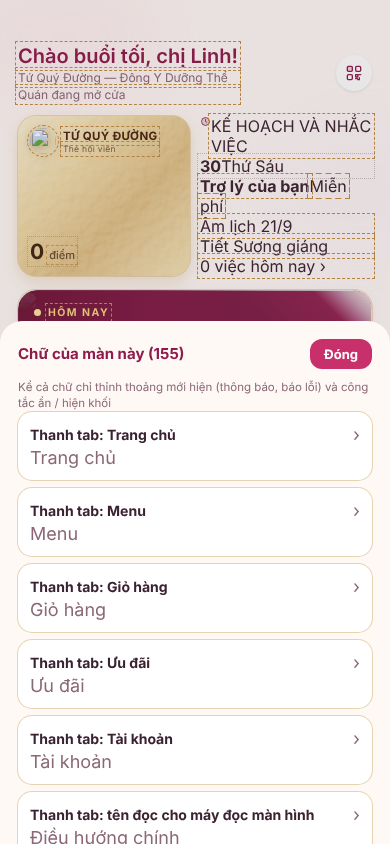 Chào buổi tối, chị Linh!
Tứ Quý Đường — Đông Y Dưỡng Thể
Quán đang mở cửa
TỨ QUÝ ĐƯỜNG
Thẻ hội viên
0 điểm
KẾ HOẠCH VÀ NHẮC
VIỆC
30Thứ Sáu
Trợ lý của bạnMiễn
phí
Âm lịch 21/9
Tiết Sương giáng
0 việc hôm nay ›
HÔM NAY
Chữ của màn này (155)
Đóng
Kể cả chữ chỉ thỉnh thoảng mới hiện (thông báo, báo lỗi) và công
tắc ẩn / hiện khối
Thanh tab: Trang chủ
Trang chủ
Thanh tab: Menu
Menu
Thanh tab: Giỏ hàng
Giỏ hàng
Thanh tab: Ưu đãi
Ưu đãi
Thanh tab: Tài khoản
Tài khoản
Thanh tab: tên đọc cho máy đọc màn hình
Điều hướng chính